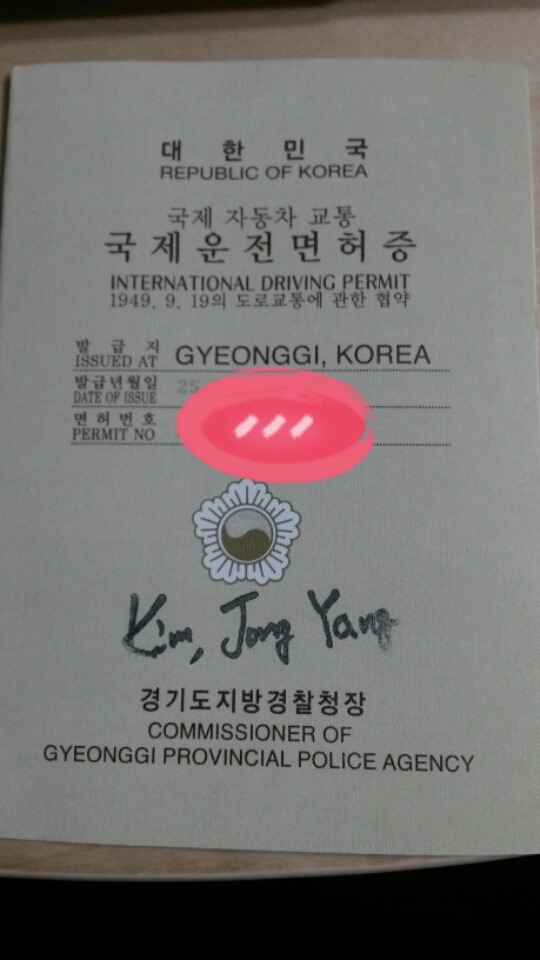 대 한 민 국
REPUBLIC OF KOREA
국제 자동차 교통
국제운전면허증
INTERNATIONAL DRIVING PERMIT
1949. 9. 19의 도로교통에 관한 협약
발 급 지
ISSUED AT GYEONGGI, KOREA
발급년월일
DATE OF ISSUE 25
면 허 번 호
PERMIT NO
Kim, Jong Yang
경기도지방경찰청장
COMMISSIONER OF
GYEONGGI PROVINCIAL POLICE AGENCY